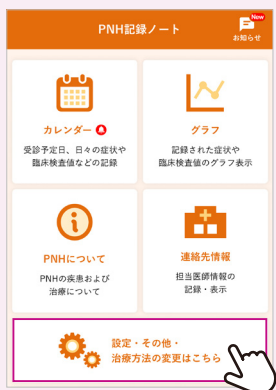 PNH記録ノート
New
お知らせ
カレンダー
受診予定日、日々の症状や
臨床検査値などの記録
グラフ
記録された症状や
臨床検査値のグラフ表示
PNHについて
PNHの疾患および
治療について
連絡先情報
担当医師情報の
記録・表示
設定・その他・
治療方法の変更はこちら